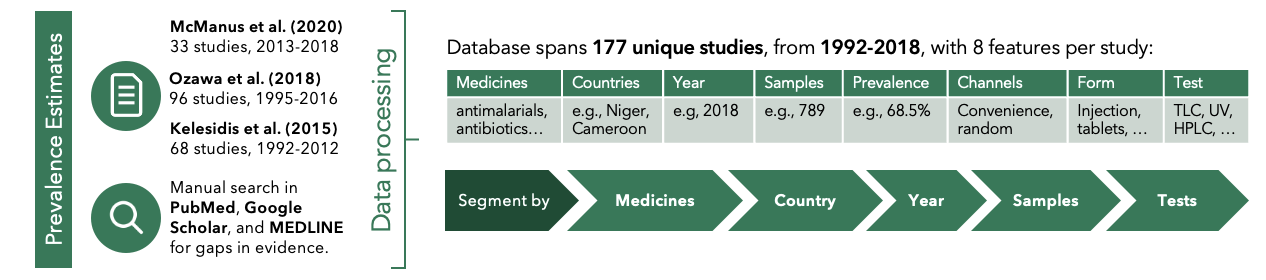 Prevalence Estimates
McManus et al. (2020)
33 studies, 2013-2018
Ozawa et al. (2018)
96 studies, 1995-2016
Kelesidis et al. (2015)
68 studies, 1992-2012
Manual search in
PubMed, Google
Scholar, and MEDLINE
for gaps in evidence.
Data processing
Database spans 177 unique studies, from 1992-2018, with 8 features per study:
Medicines Countries Year Samples Prevalence Channels Form Test
antimalarials, e.g., Niger, e.g, 2018 e.g., 789 e.g., 68.5% Convenience, Injection, TLC, UV,
antibiotics... Cameroon random tablets, ... HPLC, ...
Segment by Medicines Country Year Samples Tests